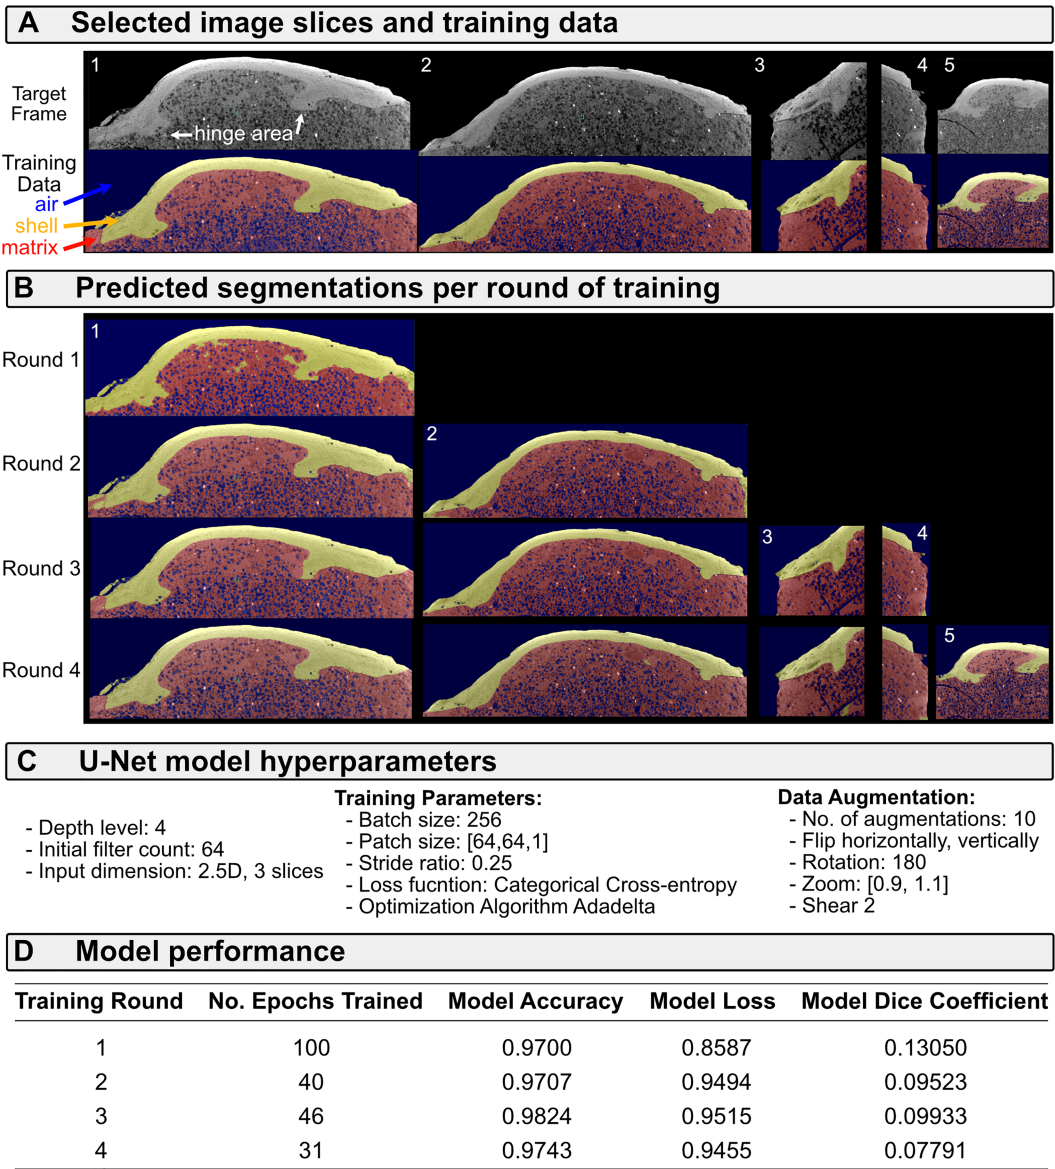 A Selected image slices and training data
1 2 3 4 5
Target
Frame
hinge area
Training
Data
air
shell
matrix
B Predicted segmentations per round of training
1
Round 1
Round 2
2
Round 3
3 4
Round 4
5
C U-Net model hyperparameters
- Depth level: 4
- Initial filter count: 64
- Input dimension: 2.5D, 3 slices
Training Parameters:
- Batch size: 256
- Patch size: [64,64,1]
- Stride ratio: 0.25
- Loss fucntion: Categorical Cross-entropy
- Optimization Algorithm Adadelta
Data Augmentation:
- No. of augmentations: 10
- Flip horizontally, vertically
- Rotation: 180
- Zoom: [0.9, 1.1]
- Shear 2
D Model performance
Training Round No. Epochs Trained Model Accuracy Model Loss Model Dice Coefficient
1 100 0.9700 0.8587 0.13050
2 40 0.9707 0.9494 0.09523
3 46 0.9824 0.9515 0.09933
4 31 0.9743 0.9455 0.07791